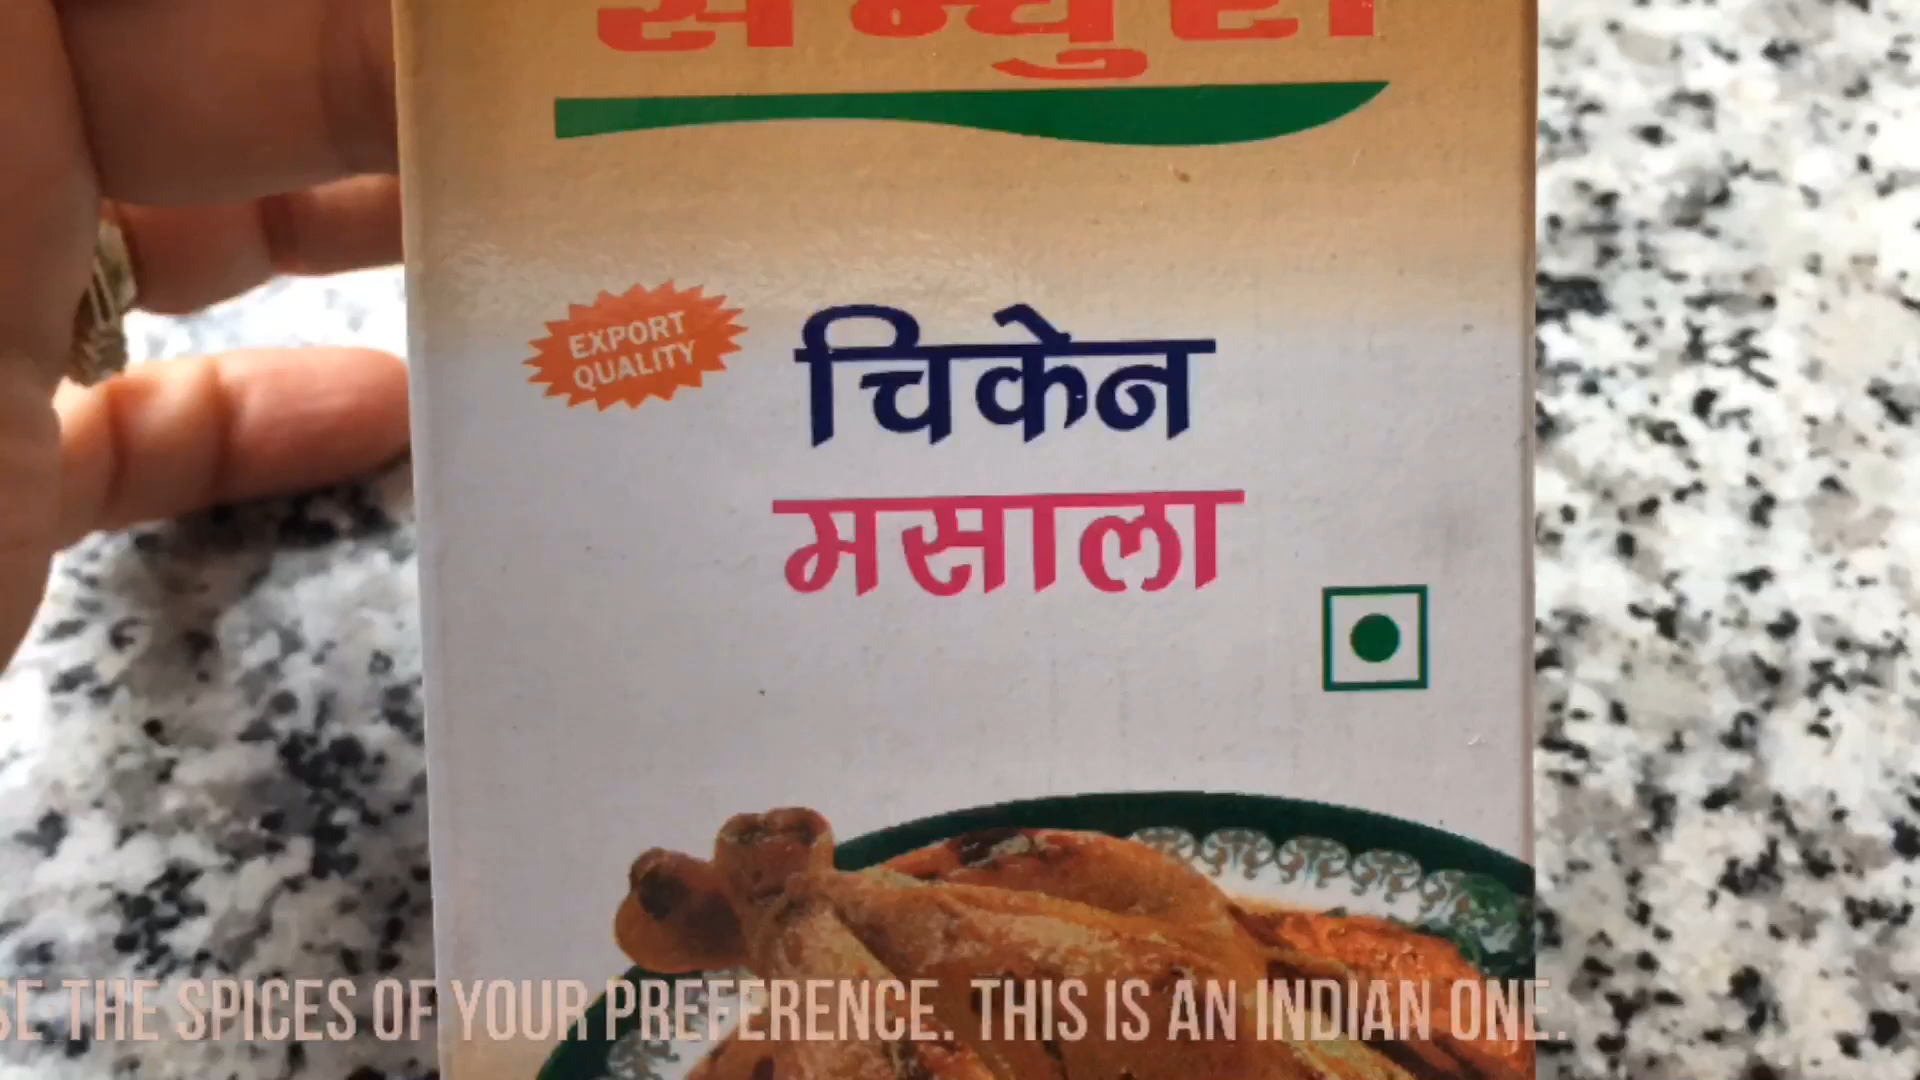 EXPORT
QUALITY
चिकेन
मसाला
THE SPICES OF YOUR PREFERENCE. THIS IS AN INDIAN ONE.